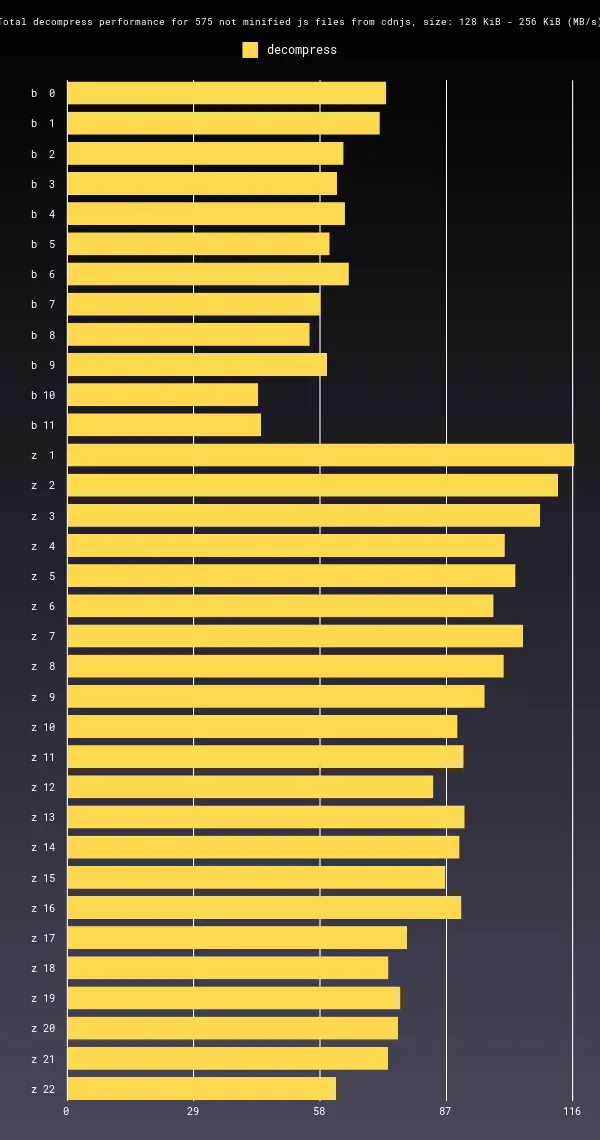 Total decompress performance for 575 not minified js files from cdnjs, size: 128 KiB - 256 KiB (MB/s)
decompress
b 0
b 1
b 2
b 3
b 4
b 5
b 6
b 7
b 8
b 9
b 10
b 11
z 1
z 2
z 3
z 4
z 5
z 6
z 7
z 8
z 9
z 10
z 11
z 12
z 13
z 14
z 15
z 16
z 17
z 18
z 19
z 20
z 21
z 22
0 29 58 87 116